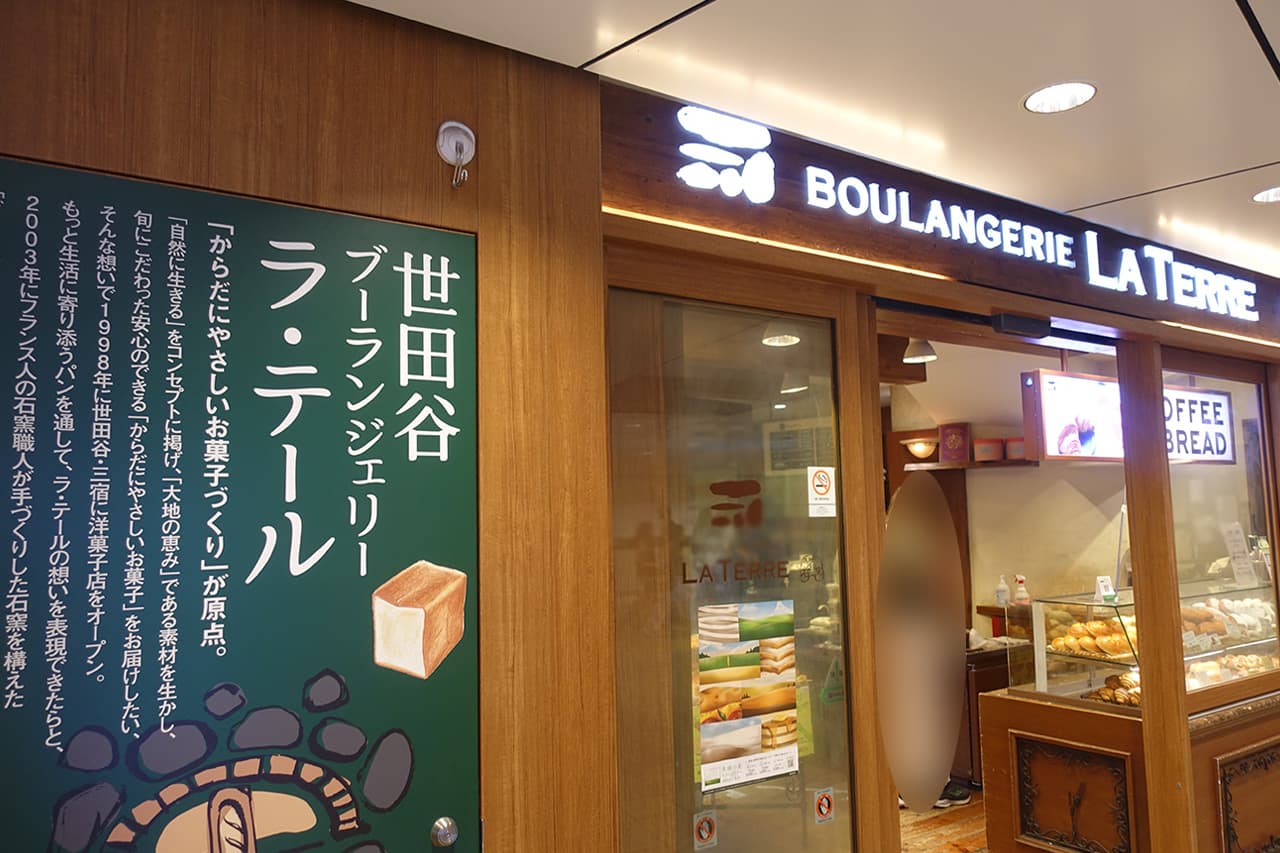 世田谷
ブーランジェリー
ラ・テール
「からだにやさしいお菓子づくり」が原点。
「自然に生きる」をコンセプトに掲げ、「大地の恵み」である素材を生かし、
旬にこだわった安心のできる「からだにやさしいお菓子」をお届けしたい、
そんな想いで1998年に世田谷・三宿に洋菓子店をオープン。
もっと生活に寄り添うパンを通して、ラ・テールの想いを表現できたらと、
2003年にフランス人の石窯職人が手づくりした石窯を構えた
BOULANGERIE LA TERRE
OFFEE
BREAD
LA TERRE